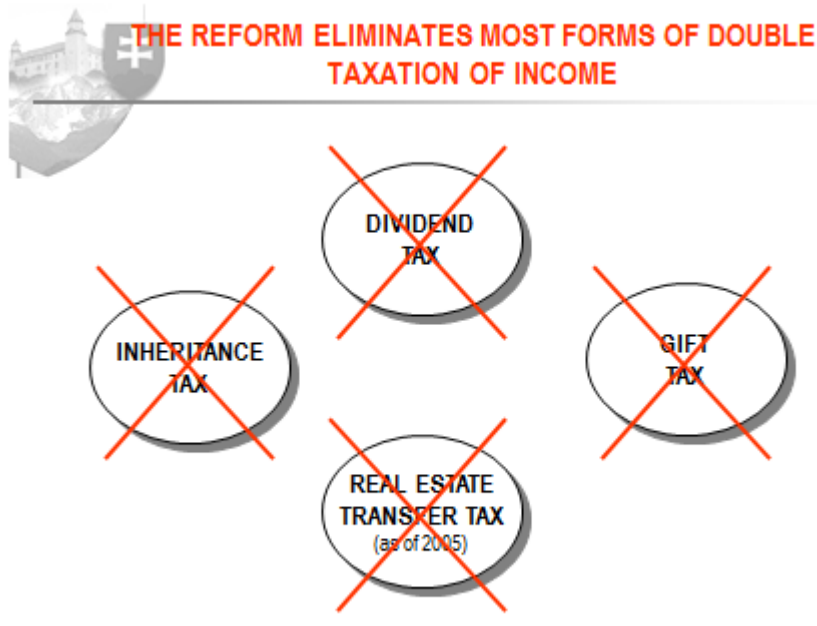 THE REFORM ELIMINATES MOST FORMS OF DOUBLE
TAXATION OF INCOME
DIVIDEND
TAX
INHERITANCE
TAX
GIFT
TAX
REAL ESTATE
TRANSFER TAX
(as of 2005)